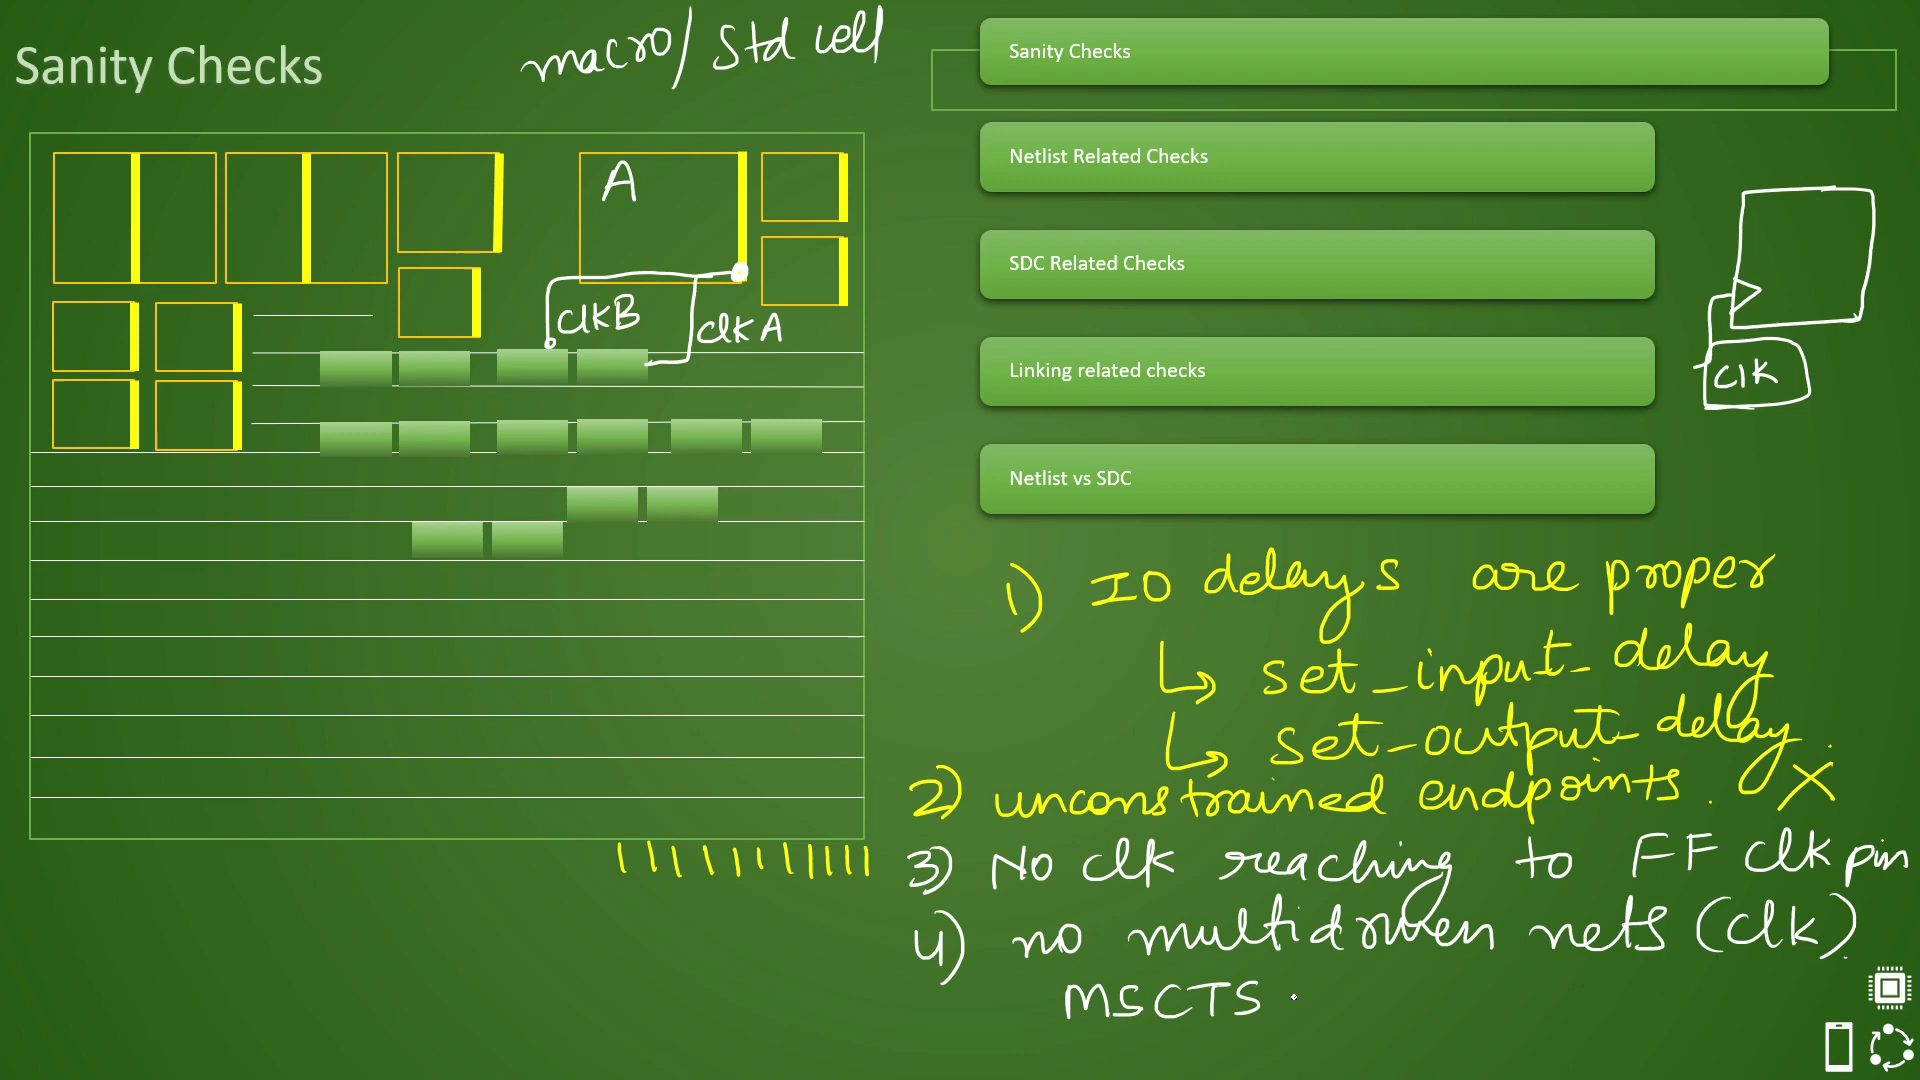 Sanity Checks
macro/ Std cell
A
clkB
clkA
Sanity Checks
Netlist Related Checks
SDC Related Checks
Linking related checks
Netlist vs SDC
clk
1) IO delays are proper
↳ set_input_delay
↳ set_output_delay
2) unconstrained endpoints. X
3) No clk reaching to FF clk pin
4) no multidriven nets (clk).
MSCTS